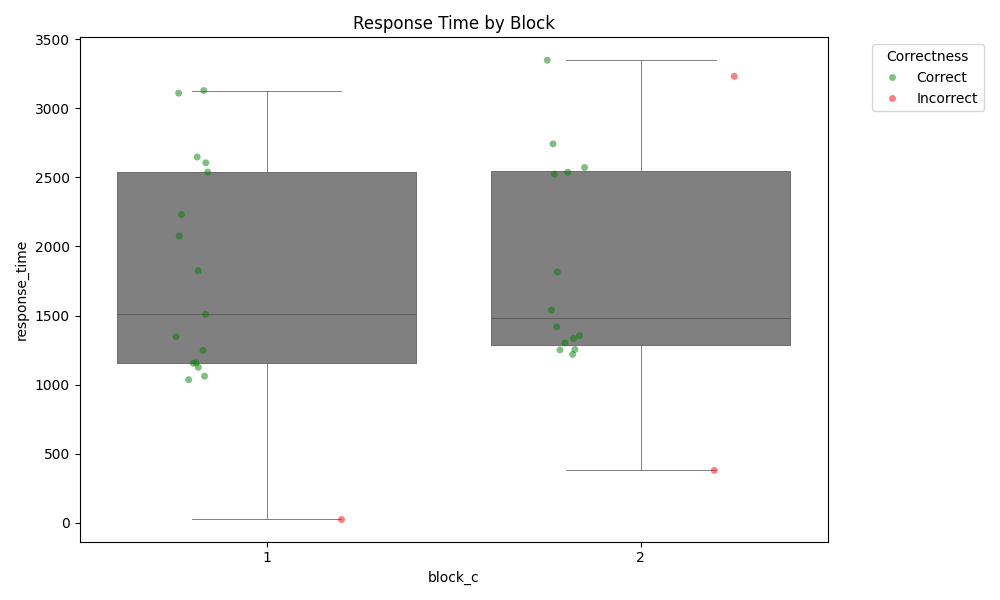 Response Time by Block
3500
3000
2500
2000
1500
1000
500
0
response_time
1
2
block_c
Correctness
Correct
Incorrect